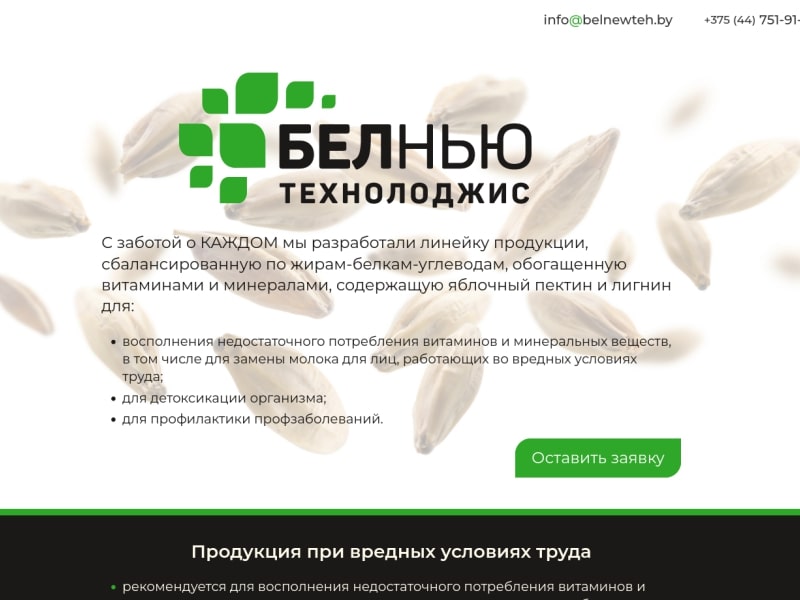 info@belnewteh.by +375 (44) 751-91-
БЕЛНЬЮ
ТЕХНОЛОДЖИС
С заботой о КАЖДОМ мы разработали линейку продукции,
сбалансированную по жирам-белкам-углеводам, обогащенную
витаминами и минералами, содержащую яблочный пектин и лигнин
для:
• восполнения недостаточного потребления витаминов и минеральных веществ,
в том числе для замены молока для лиц, работающих во вредных условиях
труда;
• для детоксикации организма;
• для профилактики профзаболеваний.
Оставить заявку
Продукция при вредных условиях труда
• рекомендуется для восполнения недостаточного потребления витаминов и